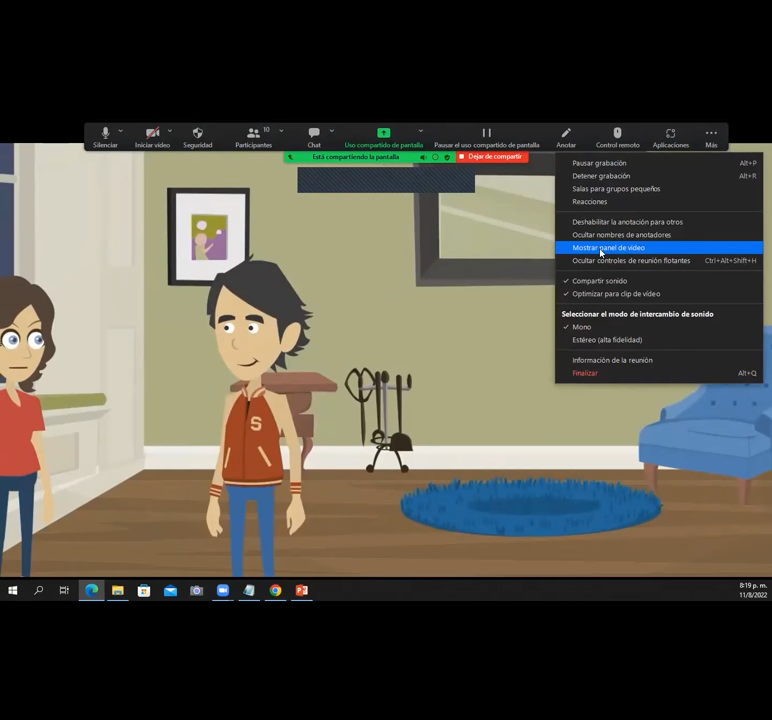 10
Silenciar
Iniciar video
Seguridad
Participantes
Chat
Uso compartido de pantalla
Pausar el uso compartido de pantalla
Anotar
Control remoto
Aplicaciones
Más
Está compartiendo la pantalla
Dejar de compartir
Pausar grabación Alt+P
Detener grabación Alt+R
Salas para grupos pequeños
Reacciones
Deshabilitar la anotación para otros
Ocultar nombres de anotadores
Mostrar panel de video
Ocultar controles de reunión flotantes Ctrl+Alt+Shift+H
Compartir sonido
Optimizar para clip de vídeo
Seleccionar el modo de intercambio de sonido
Mono
Estéreo (alta fidelidad)
Información de la reunión
Finalizar Alt+Q
S
8:19 p. m.
11/8/2022